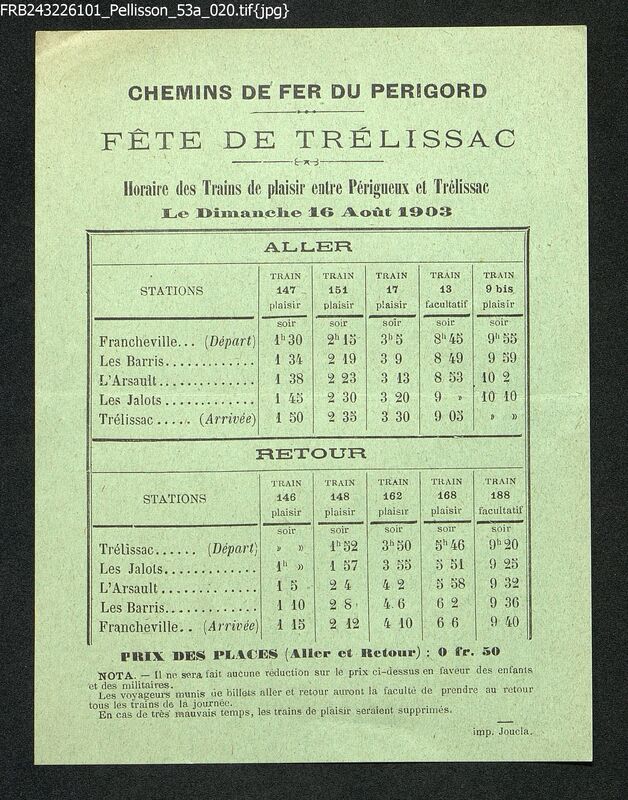 FRB243226101_Pellisson_53a_020.tif{jpg}
CHEMINS DE FER DU PERIGORD
FÊTE DE TRÉLISSAC
Horaire des Trains de plaisir entre Périgueux et Trélissac
Le Dimanche 16 Août 1903
ALLER
STATIONS TRAIN 147 plaisir TRAIN 151 plaisir TRAIN 17 plaisir TRAIN 13 facultatif TRAIN 9 bis plaisir
soir soir soir soir soir
Francheville... (Départ) 1h 30 2h 15 3h 5 8h 45 9h 55
Les Barris............. 1 34 2 19 3 9 8 49 9 59
L'Arsault.............. 1 38 2 23 3 13 8 53 10 2
Les Jalots............. 1 45 2 30 3 20 9 » 10 10
Trélissac..... (Arrivée) 1 50 2 35 3 30 9 05 » »
RETOUR
STATIONS TRAIN 146 plaisir TRAIN 148 plaisir TRAIN 162 plaisir TRAIN 168 plaisir TRAIN 188 facultatif
soir soir soir soir soir
Trélissac...... (Départ) » » 1h 52 3h 50 5h 46 9h 20
Les Jalots............. 1h » 1 57 3 55 5 51 9 25
L'Arsault.............. 1 5 2 4 4 2 5 58 9 32
Les Barris............. 1 10 2 8 4 6 6 2 9 36
Francheville.. (Arrivée) 1 15 2 12 4 10 6 6 9 40
PRIX DES PLACES (Aller et Retour) : 0 fr. 50
NOTA. — Il ne sera fait aucune réduction sur le prix ci-dessus en faveur des enfants
et des militaires.
Les voyageurs munis de billets aller et retour auront la faculté de prendre au retour
tous les trains de la journée.
En cas de très mauvais temps, les trains de plaisir seraient supprimés.
imp. Joucla.